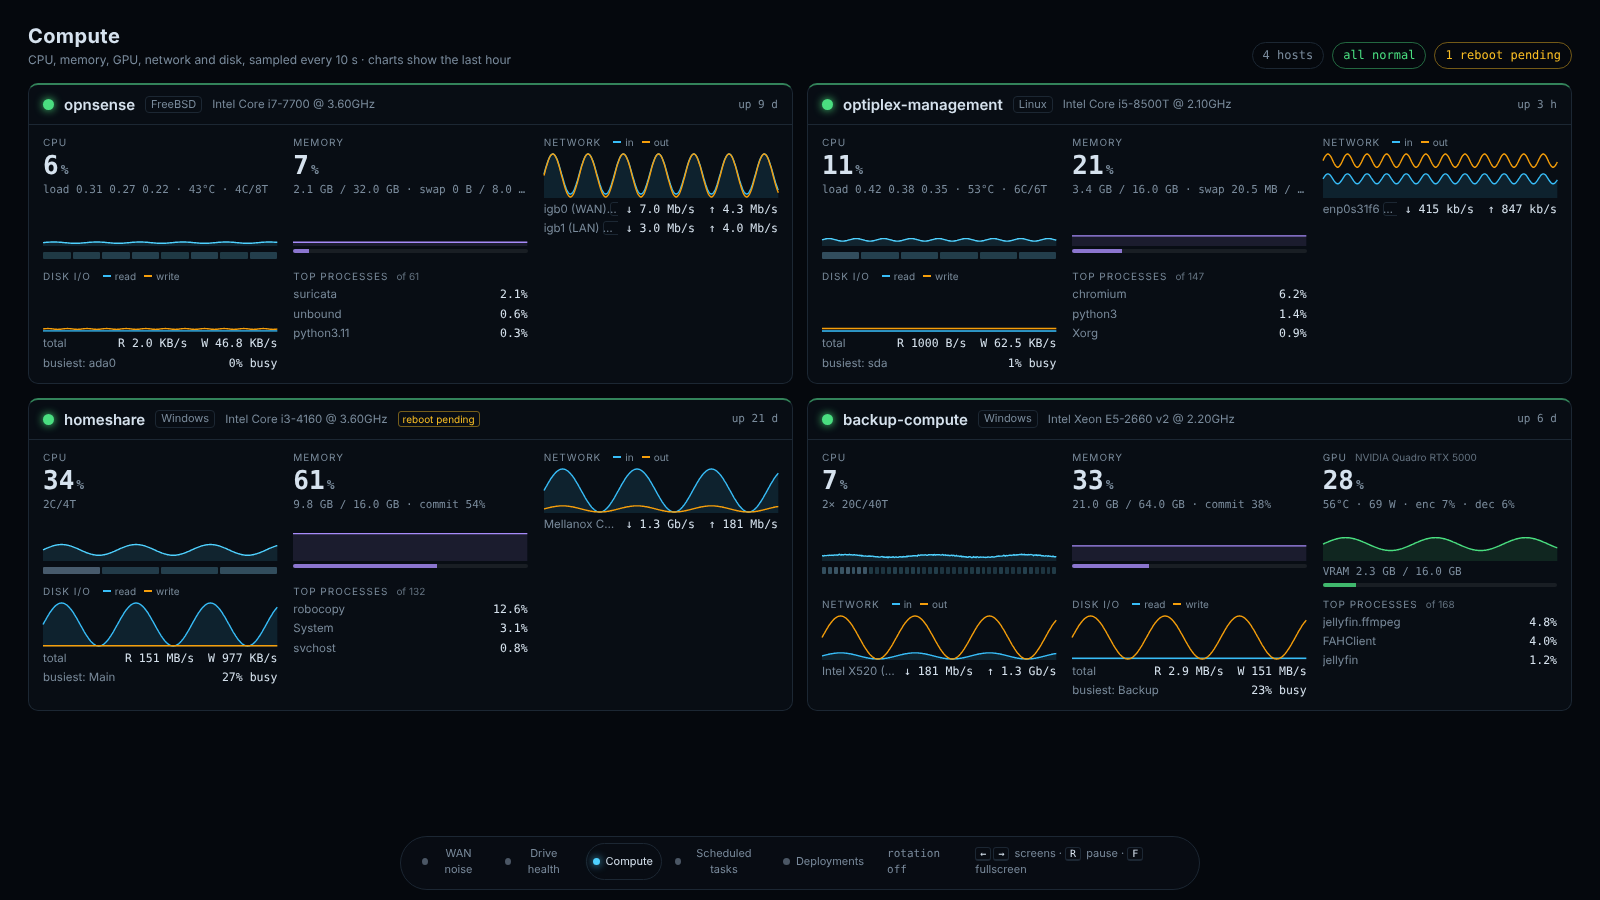 Compute
CPU, memory, GPU, network and disk, sampled every 10 s · charts show the last hour
4 hosts
all normal
1 reboot pending
opnsense FreeBSD Intel Core i7-7700 @ 3.60GHz up 9 d
CPU
6%
load 0.31 0.27 0.22 · 43°C · 4C/8T
MEMORY
7%
2.1 GB / 32.0 GB · swap 0 B / 8.0 …
NETWORK in out
igb0 (WAN)… ↓ 7.0 Mb/s ↑ 4.3 Mb/s
igb1 (LAN) … ↓ 3.0 Mb/s ↑ 4.0 Mb/s
DISK I/O read write
total R 2.0 KB/s W 46.8 KB/s
busiest: ada0 0% busy
TOP PROCESSES of 61
suricata 2.1%
unbound 0.6%
python3.11 0.3%
optiplex-management Linux Intel Core i5-8500T @ 2.10GHz up 3 h
CPU
11%
load 0.42 0.38 0.35 · 53°C · 6C/6T
MEMORY
21%
3.4 GB / 16.0 GB · swap 20.5 MB / …
NETWORK in out
enp0s31f6 … ↓ 415 kb/s ↑ 847 kb/s
DISK I/O read write
total R 1000 B/s W 62.5 KB/s
busiest: sda 1% busy
TOP PROCESSES of 147
chromium 6.2%
python3 1.4%
Xorg 0.9%
homeshare Windows Intel Core i3-4160 @ 3.60GHz reboot pending up 21 d
CPU
34%
2C/4T
MEMORY
61%
9.8 GB / 16.0 GB · commit 54%
NETWORK in out
Mellanox C… ↓ 1.3 Gb/s ↑ 181 Mb/s
DISK I/O read write
total R 151 MB/s W 977 KB/s
busiest: Main 27% busy
TOP PROCESSES of 132
robocopy 12.6%
System 3.1%
svchost 0.8%
backup-compute Windows Intel Xeon E5-2660 v2 @ 2.20GHz up 6 d
CPU
7%
2× 20C/40T
MEMORY
33%
21.0 GB / 64.0 GB · commit 38%
GPU NVIDIA Quadro RTX 5000
28%
56°C · 69 W · enc 7% · dec 6%
VRAM 2.3 GB / 16.0 GB
NETWORK in out
Intel X520 (… ↓ 181 Mb/s ↑ 1.3 Gb/s
DISK I/O read write
total R 2.9 MB/s W 151 MB/s
busiest: Backup 23% busy
TOP PROCESSES of 168
jellyfin.ffmpeg 4.8%
FAHClient 4.0%
jellyfin 1.2%
WAN
noise
Drive
health
Compute
Scheduled
tasks
Deployments
rotation
off
← → screens · R pause · F
fullscreen